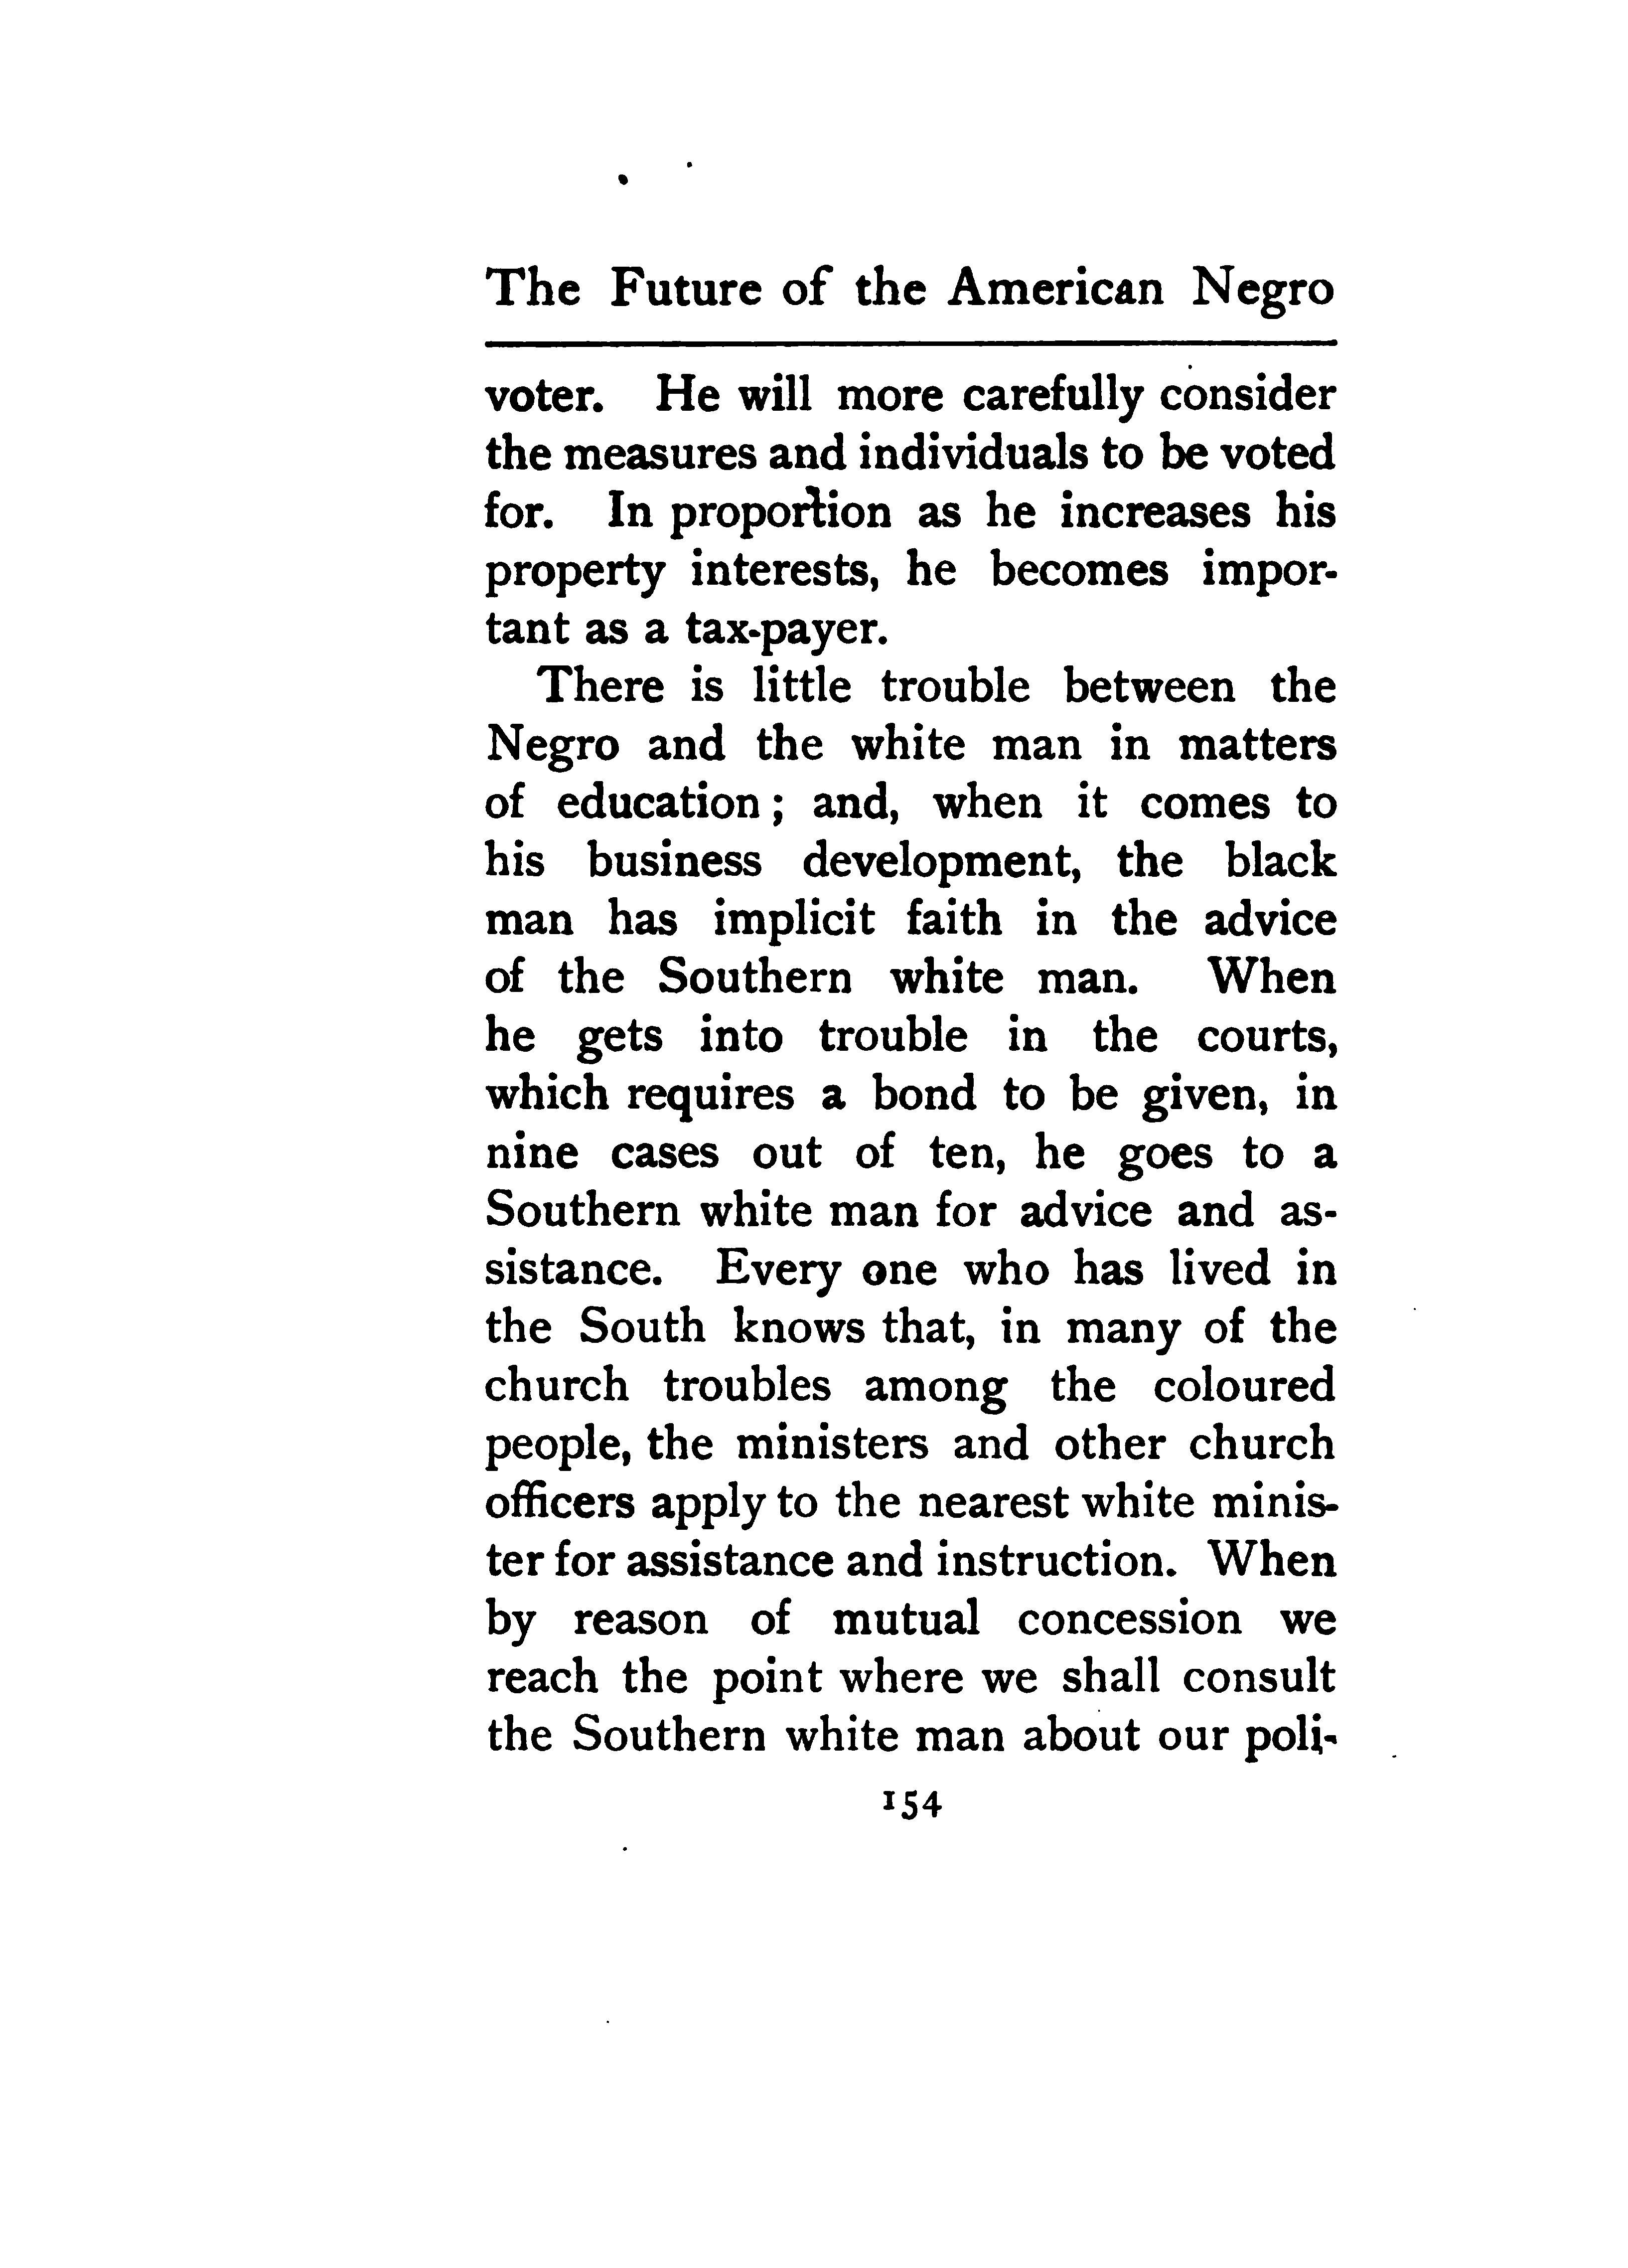 The Future of the American Negro
voter. He will more carefully consider
the measures and individuals to be voted
for. In proportion as he increases his
property interests, he becomes impor-
tant as a tax-payer.
There is little trouble between the
Negro and the white man in matters
of education; and, when it comes to
his business development, the black
man has implicit faith in the advice
of the Southern white man. When
he gets into trouble in the courts,
which requires a bond to be given, in
nine cases out of ten, he goes to a
Southern white man for advice and as-
sistance. Every one who has lived in
the South knows that, in many of the
church troubles among the coloured
people, the ministers and other church
officers apply to the nearest white minis-
ter for assistance and instruction. When
by reason of mutual concession we
reach the point where we shall consult
the Southern white man about our poli-
154